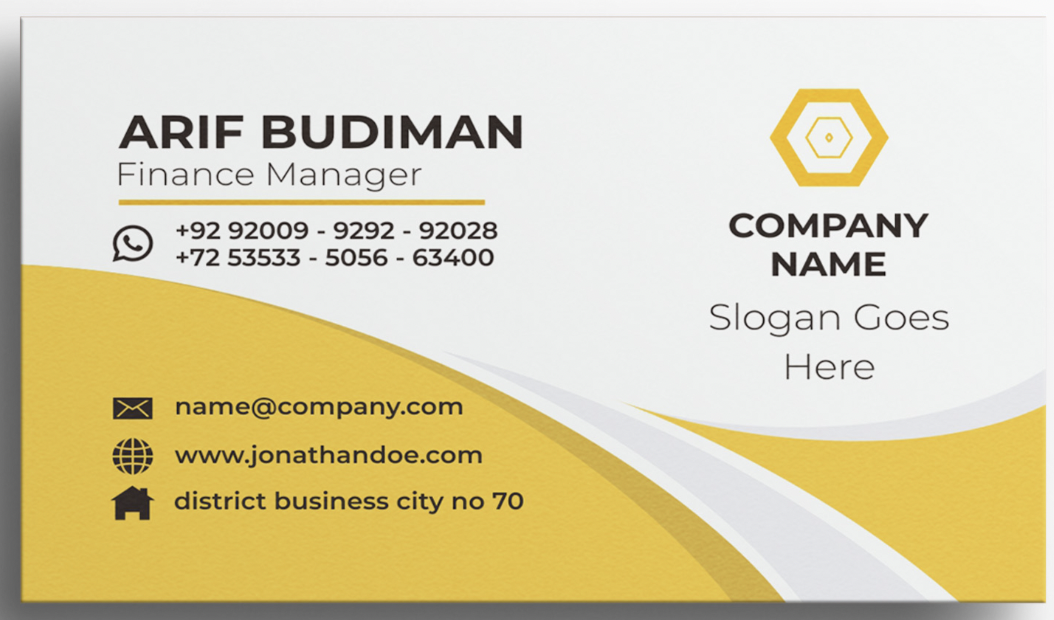 ARIF BUDIMAN
Finance Manager
+92 92009 - 9292 - 92028
+72 53533 - 5056 - 63400
name@company.com
www.jonathandoe.com
district business city no 70
COMPANY
NAME
Slogan Goes
Here